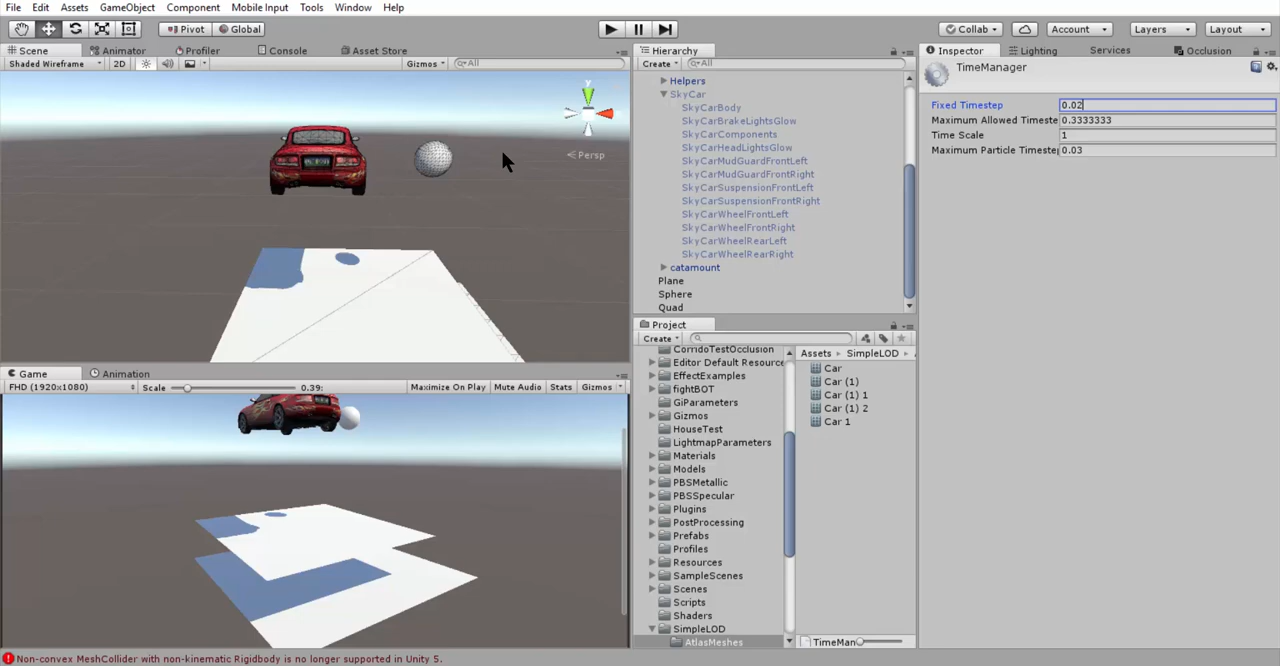 File Edit Assets GameObject Component Mobile Input Tools Window Help
Pivot Global Collab Account Layers Layout
Scene Animator Profiler Console Asset Store
Shaded Wireframe 2D Gizmos All
y
Persp
Game Animation
FHD (1920x1080) Scale 0.39: Maximize On Play Mute Audio Stats Gizmos
Hierarchy
Create All
Helpers
SkyCar
SkyCarBody
SkyCarBrakeLightsGlow
SkyCarComponents
SkyCarHeadLightsGlow
SkyCarMudGuardFrontLeft
SkyCarMudGuardFrontRight
SkyCarSuspensionFrontLeft
SkyCarSuspensionFrontRight
SkyCarWheelFrontLeft
SkyCarWheelFrontRight
SkyCarWheelRearLeft
SkyCarWheelRearRight
catamount
Plane
Sphere
Quad
Project
Create
CorridoTestOcclusion
Editor Default Resource
EffectExamples
fightBOT
GiParameters
Gizmos
HouseTest
LightmapParameters
Materials
Models
PBSMetallic
PBSSpecular
Plugins
PostProcessing
Prefabs
Profiles
Resources
SampleScenes
Scenes
Scripts
Shaders
SimpleLOD
AtlasMeshes
Assets SimpleLOD
Car
Car (1)
Car (1) 1
Car (1) 2
Car 1
TimeMan
Inspector Lighting Services Occlusion
TimeManager
Fixed Timestep 0.02
Maximum Allowed Timeste 0.3333333
Time Scale 1
Maximum Particle Timestep 0.03
Non-convex MeshCollider with non-kinematic Rigidbody is no longer supported in Unity 5.